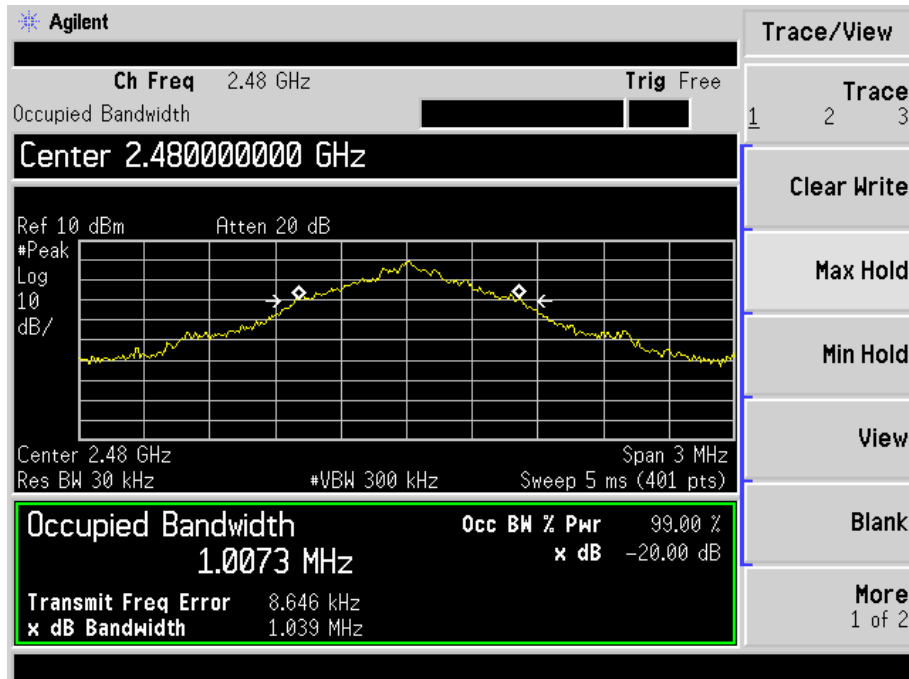 Agilent
Trace/View
Ch Freq 2.48 GHz Trig Free
Occupied Bandwidth
Trace
1 2 3
Center 2.480000000 GHz
Clear Write
Ref 10 dBm Atten 20 dB
#Peak
Log
10
dB/
Max Hold
Min Hold
View
Center 2.48 GHz Span 3 MHz
Res BW 30 kHz #VBW 300 kHz Sweep 5 ms (401 pts)
Occupied Bandwidth
1.0073 MHz
Occ BW % Pwr 99.00 %
x dB -20.00 dB
Blank
Transmit Freq Error 8.646 kHz
x dB Bandwidth 1.039 MHz
More
1 of 2